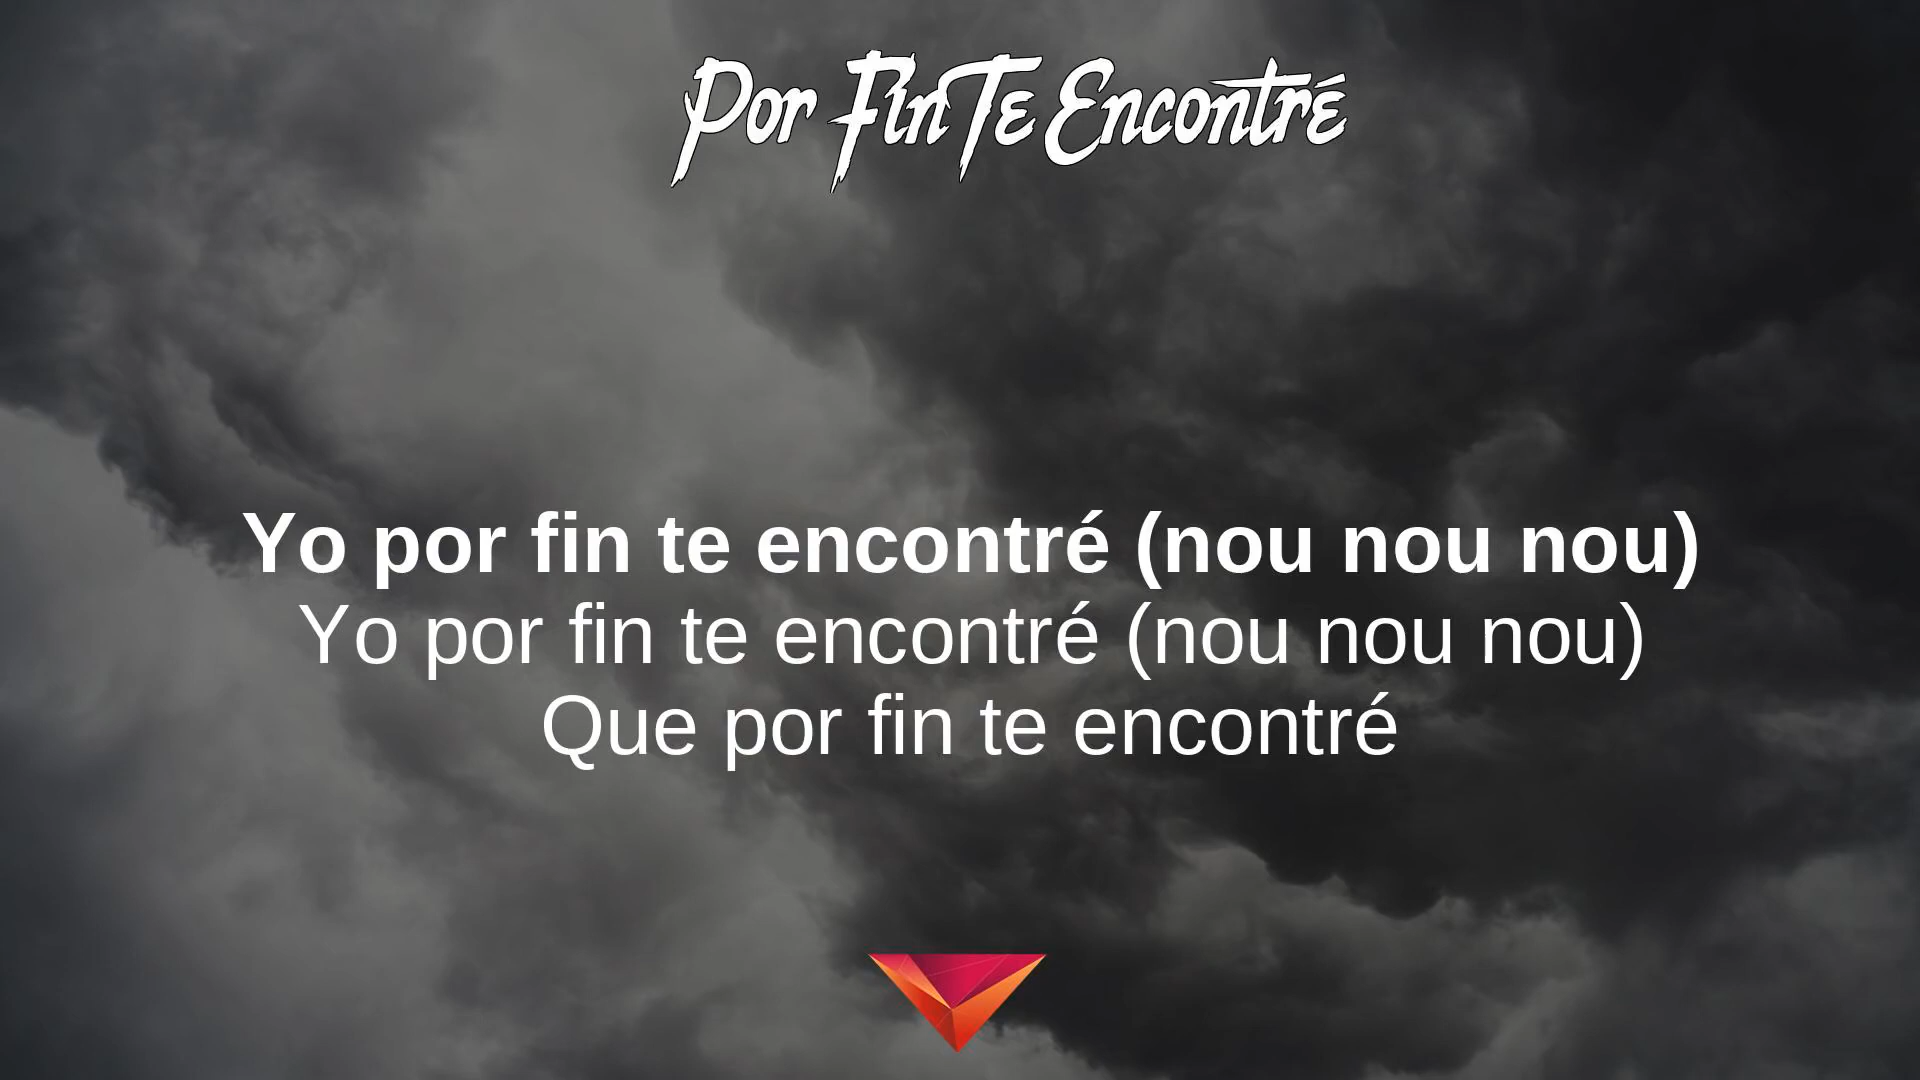 Por Fin Te Encontré
Yo por fin te encontré (nou nou nou)
Yo por fin te encontré (nou nou nou)
Que por fin te encontré